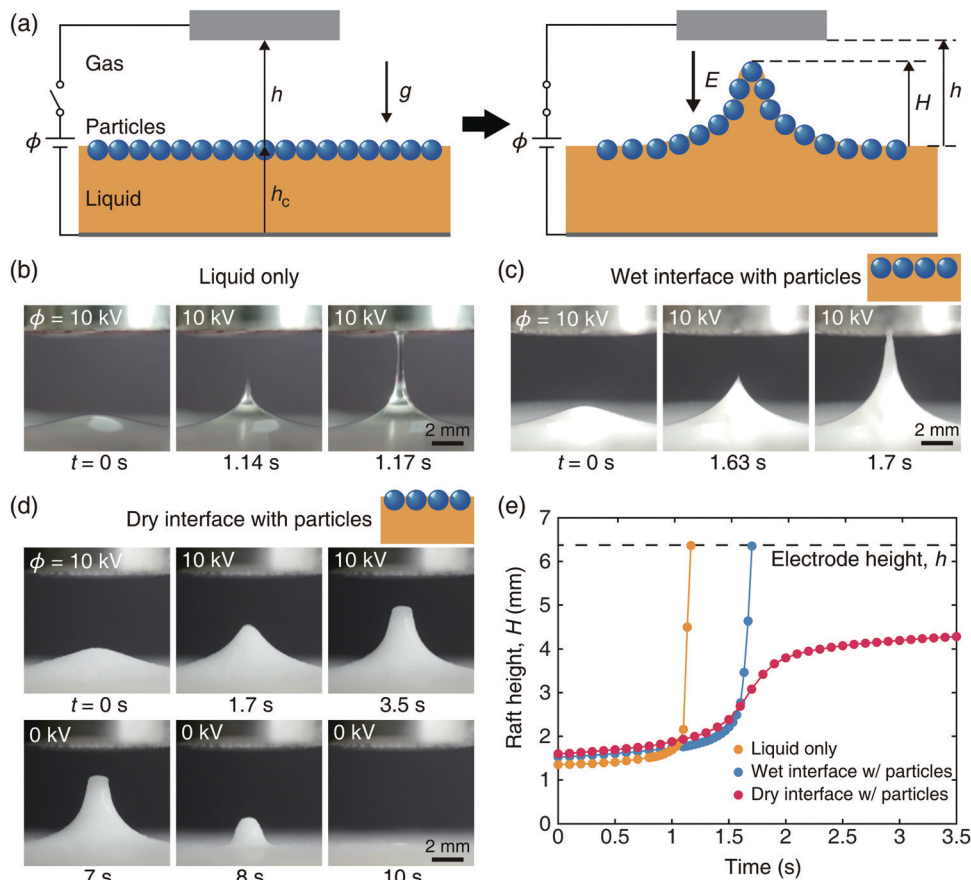 (a)
Gas
h
g
Particles
ϕ
Liquid
h_c
E
H
h
ϕ
(b)
Liquid only
ϕ = 10 kV
10 kV
10 kV
2 mm
t = 0 s
1.14 s
1.17 s
(c)
Wet interface with particles
ϕ = 10 kV
10 kV
10 kV
2 mm
t = 0 s
1.63 s
1.7 s
(d)
Dry interface with particles
ϕ = 10 kV
10 kV
10 kV
t = 0 s
1.7 s
3.5 s
0 kV
0 kV
0 kV
2 mm
7 s
8 s
10 s
(e)
7
6
5
4
3
2
1
0
Raft height, H (mm)
Electrode height, h
Liquid only
Wet interface w/ particles
Dry interface w/ particles
0
0.5
1
1.5
2
2.5
3
3.5
Time (s)